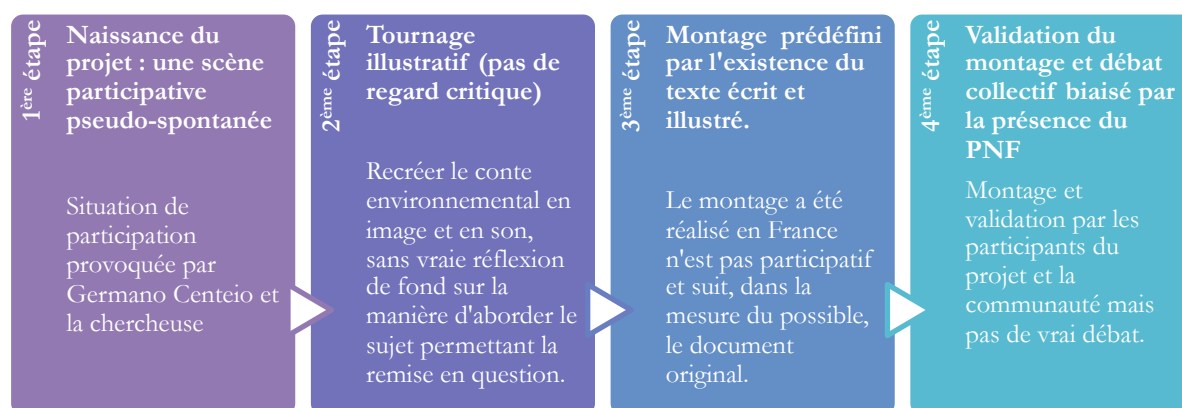 1ère étape
Naissance du
projet : une scène
participative
pseudo-spontanée
Situation de
participation
provoquée par
Germano Centeio et
la chercheuse
2ème étape
Tournage
illustratif (pas de
regard critique)
Recréer le conte
environnemental en
image et en son,
sans vraie réflexion
de fond sur la
manière d'aborder le
sujet permettant la
remise en question.
3ème étape
Montage prédéfini
par l'existence du
texte écrit et
illustré.
Le montage a été
réalisé en France
n'est pas participatif
et suit, dans la
mesure du possible,
le document
original.
4ème étape
Validation du
montage et débat
collectif biaisé par
la présence du
PNF
Montage et
validation par les
participants du
projet et la
communauté mais
pas de vrai débat.